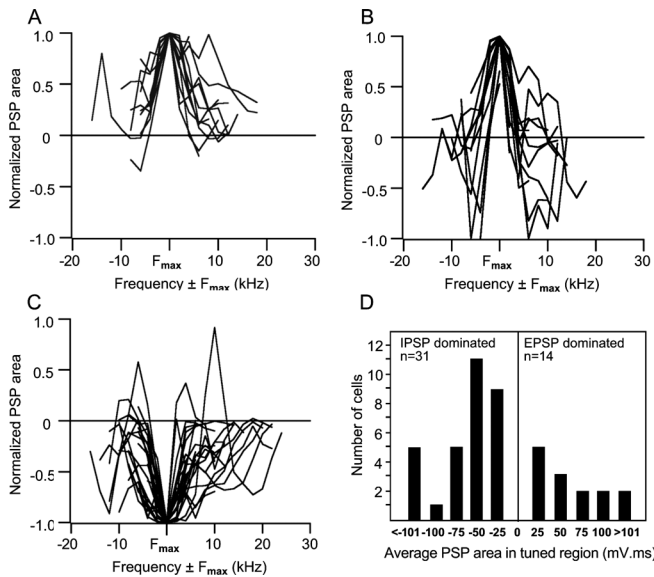 A
1.0
0.5
0
-0.5
-1.0
Normalized PSP area
-20 -10 Fmax 10 20 30
Frequency ± Fmax (kHz)
B
1.0
0.5
0
-0.5
-1.0
Normalized PSP area
-20 -10 Fmax 10 20 30
Frequency ± Fmax (kHz)
C
1.0
0.5
0
-0.5
-1.0
Normalized PSP area
-20 -10 Fmax 10 20 30
Frequency ± Fmax (kHz)
D
IPSP dominated
n=31
EPSP dominated
n=14
12
10
8
6
4
2
Number of cells
<-101 -100 -75 -50 -25 0 25 50 75 100 >101
Average PSP area in tuned region (mV.ms)